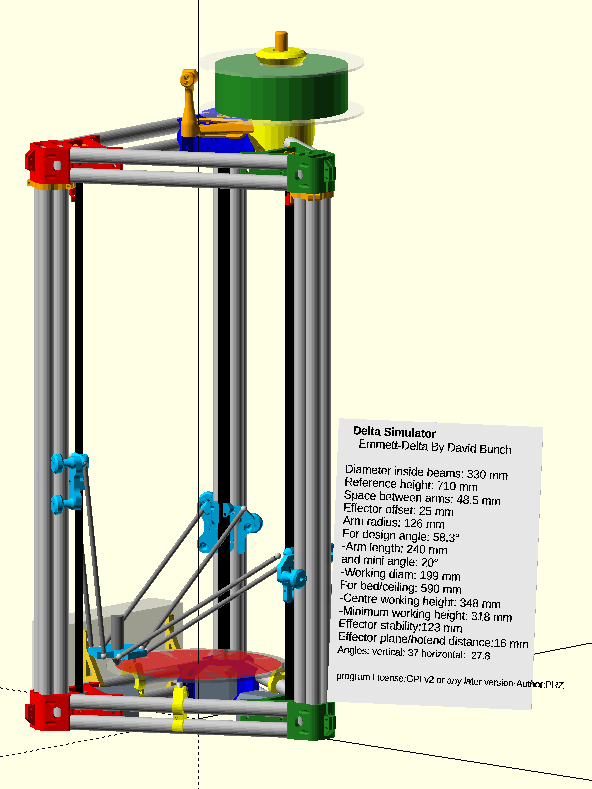 Delta Simulator
Emmett-Delta By David Bunch
Diameter inside beams: 330 mm
Reference height: 710 mm
Space between arms: 48.5 mm
Effector offset: 25 mm
Arm radius: 126 mm
For design angle: 58.3°
-Arm length: 240 mm
and mini angle: 20°
-Working diam: 199 mm
For bed/ceiling: 590 mm
-Centre working height: 348 mm
-Minimum working height: 318 mm
Effector stability:123 mm
Effector plane/hotend distance:16 mm
Angles: vertical: 37 horizontal: 27.8
program License:GPLv2 or any later version-Author:PRZ